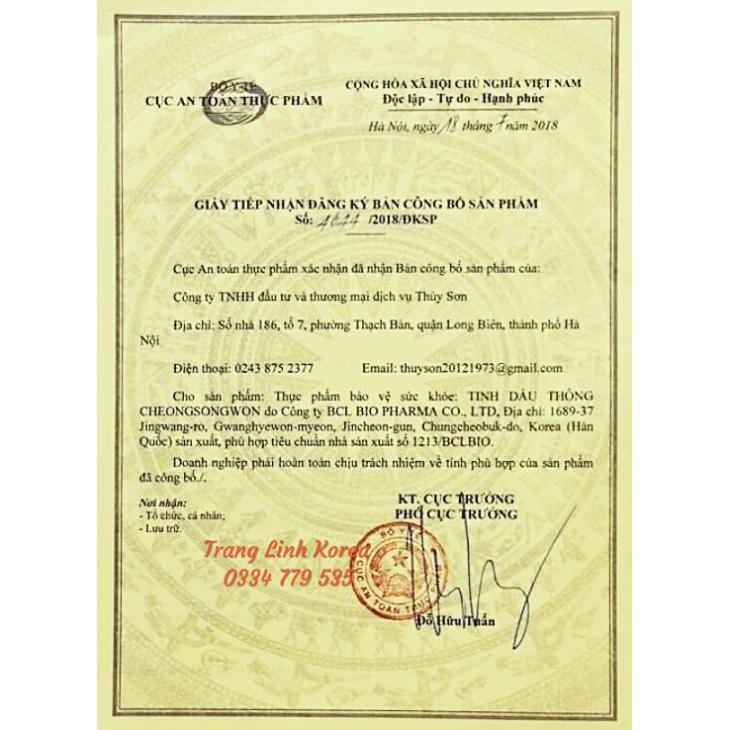 BỘ Y TẾ
CỤC AN TOÀN THỰC PHẨM
CỘNG HÒA XÃ HỘI CHỦ NGHĨA VIỆT NAM
Độc lập - Tự do - Hạnh phúc
Hà Nội, ngày 18 tháng 7 năm 2018
GIẤY TIẾP NHẬN ĐĂNG KÝ BẢN CÔNG BỐ SẢN PHẨM
Số: 4644 /2018/ĐKSP
Cục An toàn thực phẩm xác nhận đã nhận Bản công bố sản phẩm của:
Công ty TNHH đầu tư và thương mại dịch vụ Thủy Sơn
Địa chỉ: Số nhà 186, tổ 7, phường Thạch Bàn, quận Long Biên, thành phố Hà
Nội
Điện thoại: 0243 875 2377 Email: thuyson20121973@gmail.com
Cho sản phẩm: Thực phẩm bảo vệ sức khỏe: TINH DẦU THÔNG
CHEONGSONGWON do Công ty BCL BIO PHARMA CO., LTD, Địa chỉ: 1689-37
Jingwang-ro, Gwanghyewon-myeon, Jincheon-gun, Chungcheobuk-do, Korea (Hàn
Quốc) sản xuất, phù hợp tiêu chuẩn nhà sản xuất số 1213/BCLBIO.
Doanh nghiệp phải hoàn toàn chịu trách nhiệm về tính phù hợp của sản phẩm
đã công bố./.
Nơi nhận:
- Tổ chức, cá nhân;
- Lưu trữ.
KT. CỤC TRƯỞNG
PHÓ CỤC TRƯỞNG
Trang Linh Korea
0334 779 535
BỘ Y TẾ
CỤC AN TOÀN THỰC PHẨM
Đỗ Hữu Tuấn